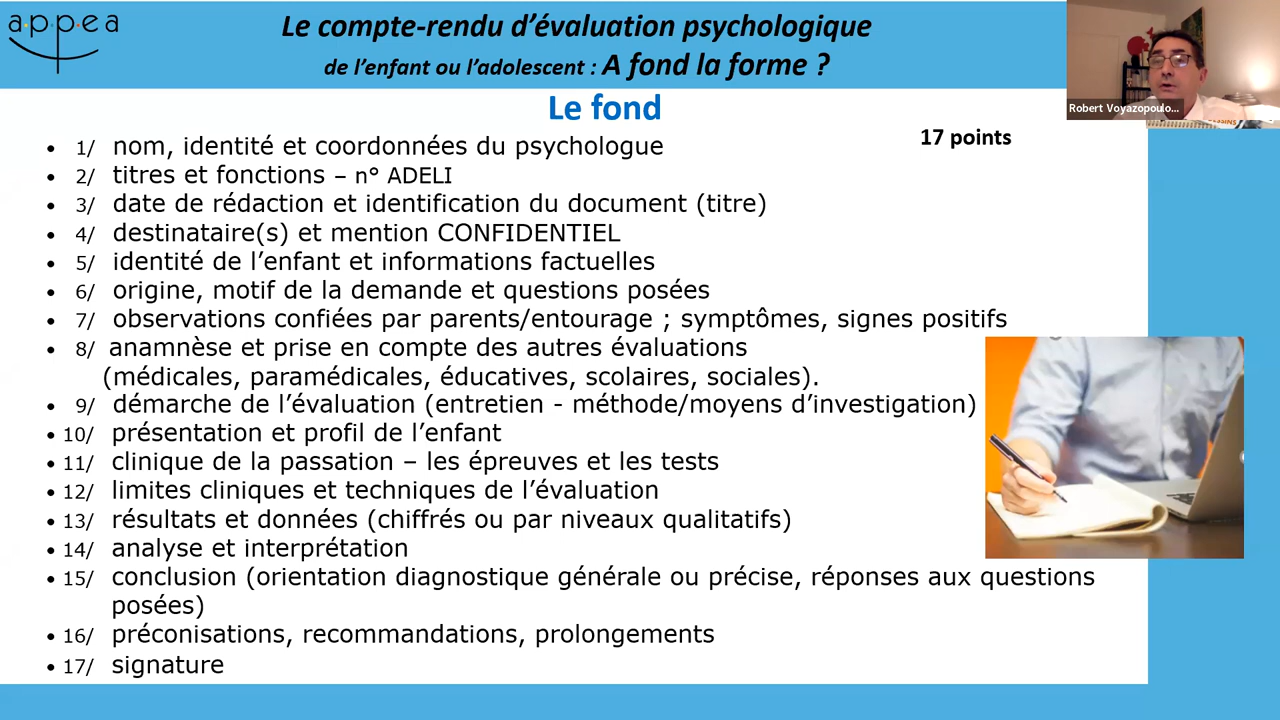 appea
Le compte-rendu d’évaluation psychologique
de l’enfant ou l’adolescent : A fond la forme ?
Robert Voyazopoulo...
Le fond
17 points
• 1/ nom, identité et coordonnées du psychologue
• 2/ titres et fonctions – n° ADELI
• 3/ date de rédaction et identification du document (titre)
• 4/ destinataire(s) et mention CONFIDENTIEL
• 5/ identité de l’enfant et informations factuelles
• 6/ origine, motif de la demande et questions posées
• 7/ observations confiées par parents/entourage ; symptômes, signes positifs
• 8/ anamnèse et prise en compte des autres évaluations
(médicales, paramédicales, éducatives, scolaires, sociales).
• 9/ démarche de l’évaluation (entretien - méthode/moyens d’investigation)
• 10/ présentation et profil de l’enfant
• 11/ clinique de la passation – les épreuves et les tests
• 12/ limites cliniques et techniques de l’évaluation
• 13/ résultats et données (chiffrés ou par niveaux qualitatifs)
• 14/ analyse et interprétation
• 15/ conclusion (orientation diagnostique générale ou précise, réponses aux questions
posées)
• 16/ préconisations, recommandations, prolongements
• 17/ signature